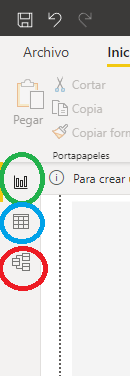 Archivo Inic
Cortar
Copia
Pegar
Copiar form
Portapapeles
Para crear